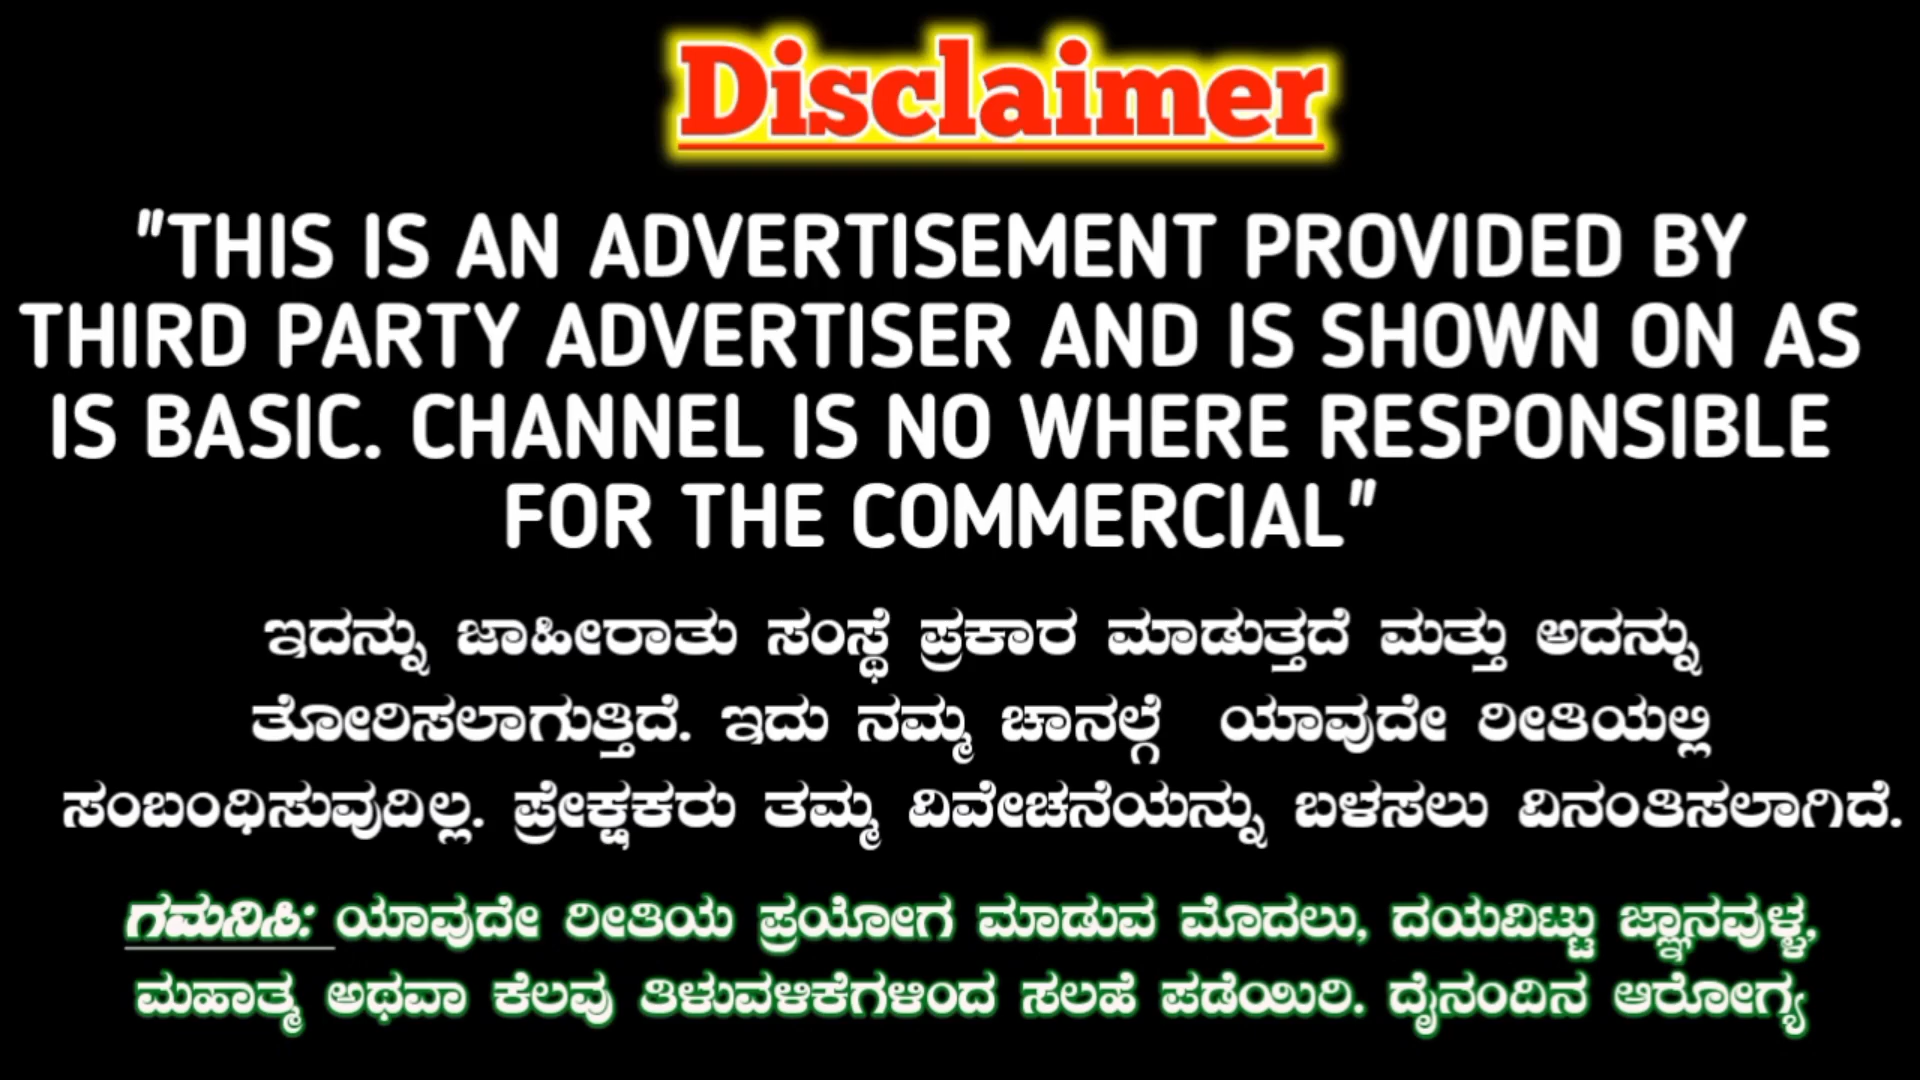 Disclaimer
"THIS IS AN ADVERTISEMENT PROVIDED BY
THIRD PARTY ADVERTISER AND IS SHOWN ON AS
IS BASIC. CHANNEL IS NO WHERE RESPONSIBLE
FOR THE COMMERCIAL"
ಇದನ್ನು ಜಾಹೀರಾತು ಸಂಸ್ಥೆ ಪ್ರಕಾರ ಮಾಡುತ್ತದೆ ಮತ್ತು ಅದನ್ನು
ತೋರಿಸಲಾಗುತ್ತಿದೆ. ಇದು ನಮ್ಮ ಚಾನಲ್ಗೆ ಯಾವುದೇ ರೀತಿಯಲ್ಲಿ
ಸಂಬಂಧಿಸುವುದಿಲ್ಲ. ಪ್ರೇಕ್ಷಕರು ತಮ್ಮ ವಿವೇಚನೆಯನ್ನು ಬಳಸಲು ವಿನಂತಿಸಲಾಗಿದೆ.
ಗಮನಿಸಿ: ಯಾವುದೇ ರೀತಿಯ ಪ್ರಯೋಗ ಮಾಡುವ ಮೊದಲು, ದಯವಿಟ್ಟು ಜ್ಞಾನವುಳ್ಳ,
ಮಹಾತ್ಮ ಅಥವಾ ಕೆಲವು ತಿಳುವಳಿಕೆಗಳಿಂದ ಸಲಹೆ ಪಡೆಯಿರಿ. ದೈನಂದಿನ ಆರೋಗ್ಯ